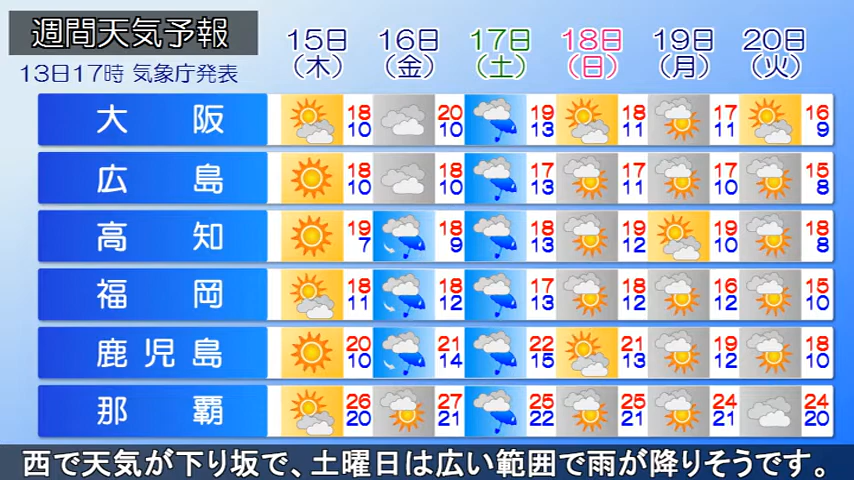 週間天気予報
13日17時 気象庁発表
15日 16日 17日 18日 19日 20日
(木) (金) (土) (日) (月) (火)
大阪 18 10 20 10 19 13 18 11 17 11 16 9
広島 18 10 18 10 17 13 17 11 17 10 15 8
高知 19 7 18 9 18 13 19 12 19 10 18 8
福岡 18 11 18 12 17 13 18 12 16 12 15 10
鹿児島 20 10 21 14 22 15 21 13 19 12 18 10
那覇 26 20 27 21 25 22 25 21 24 21 24 20
西で天気が下り坂で、土曜日は広い範囲で雨が降りそうです。